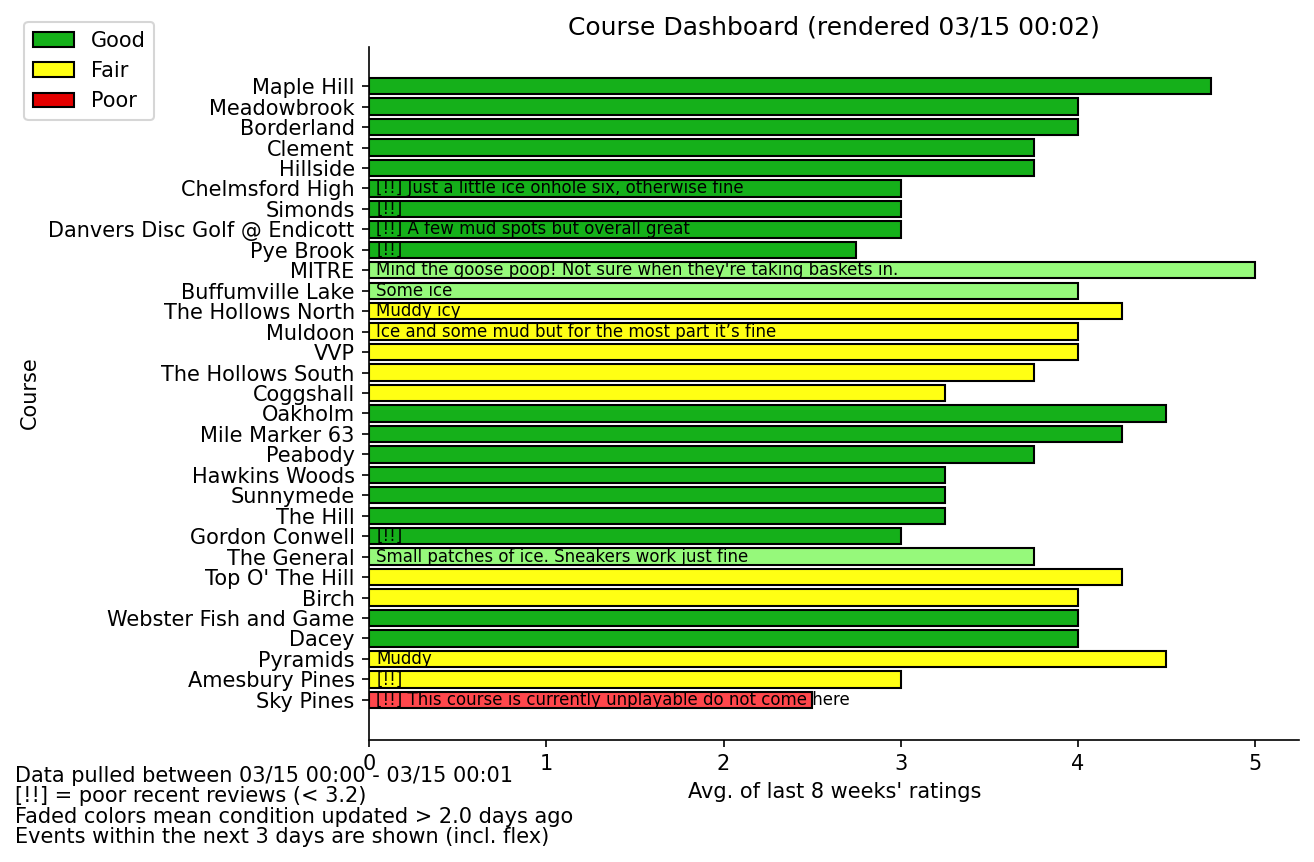 Course Dashboard (rendered 03/15 00:02)
Good
Fair
Poor
Course
Maple Hill
Meadowbrook
Borderland
Clement
Hillside
Chelmsford High [!!] Just a little ice onhole six, otherwise fine
Simonds [!!]
Danvers Disc Golf @ Endicott [!!] A few mud spots but overall great
Pye Brook [!!]
MITRE Mind the goose poop! Not sure when they're taking baskets in.
Buffumville Lake Some ice
The Hollows North Muddy icy
Muldoon Ice and some mud but for the most part it’s fine
VVP
The Hollows South
Coggshall
Oakholm
Mile Marker 63
Peabody
Hawkins Woods
Sunnymede
The Hill
Gordon Conwell [!!]
The General Small patches of ice. Sneakers work just fine
Top O' The Hill
Birch
Webster Fish and Game
Dacey
Pyramids Muddy
Amesbury Pines [!!]
Sky Pines [!!] This course is currently unplayable do not come here
0 1 2 3 4 5
Avg. of last 8 weeks' ratings
Data pulled between 03/15 00:00 - 03/15 00:01
[!!] = poor recent reviews (< 3.2)
Faded colors mean condition updated > 2.0 days ago
Events within the next 3 days are shown (incl. flex)